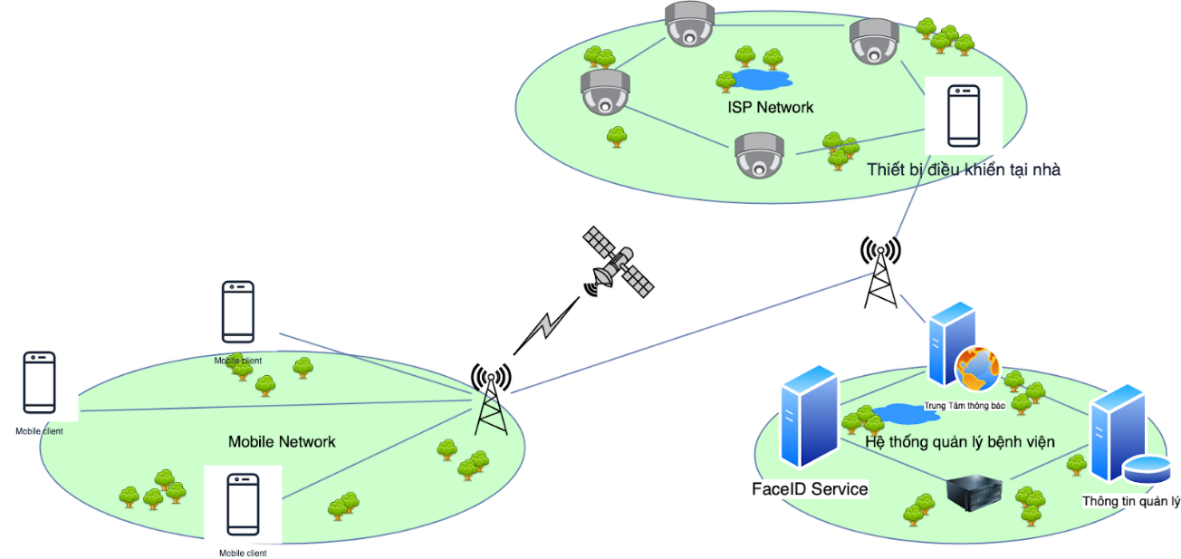 ISP Network
Thiết bị điều khiển tại nhà
Mobile client
Mobile client
Mobile Network
Mobile client
Trung Tâm thông báo
Hệ thống quản lý bệnh viện
FaceID Service
Thông tin quản lý